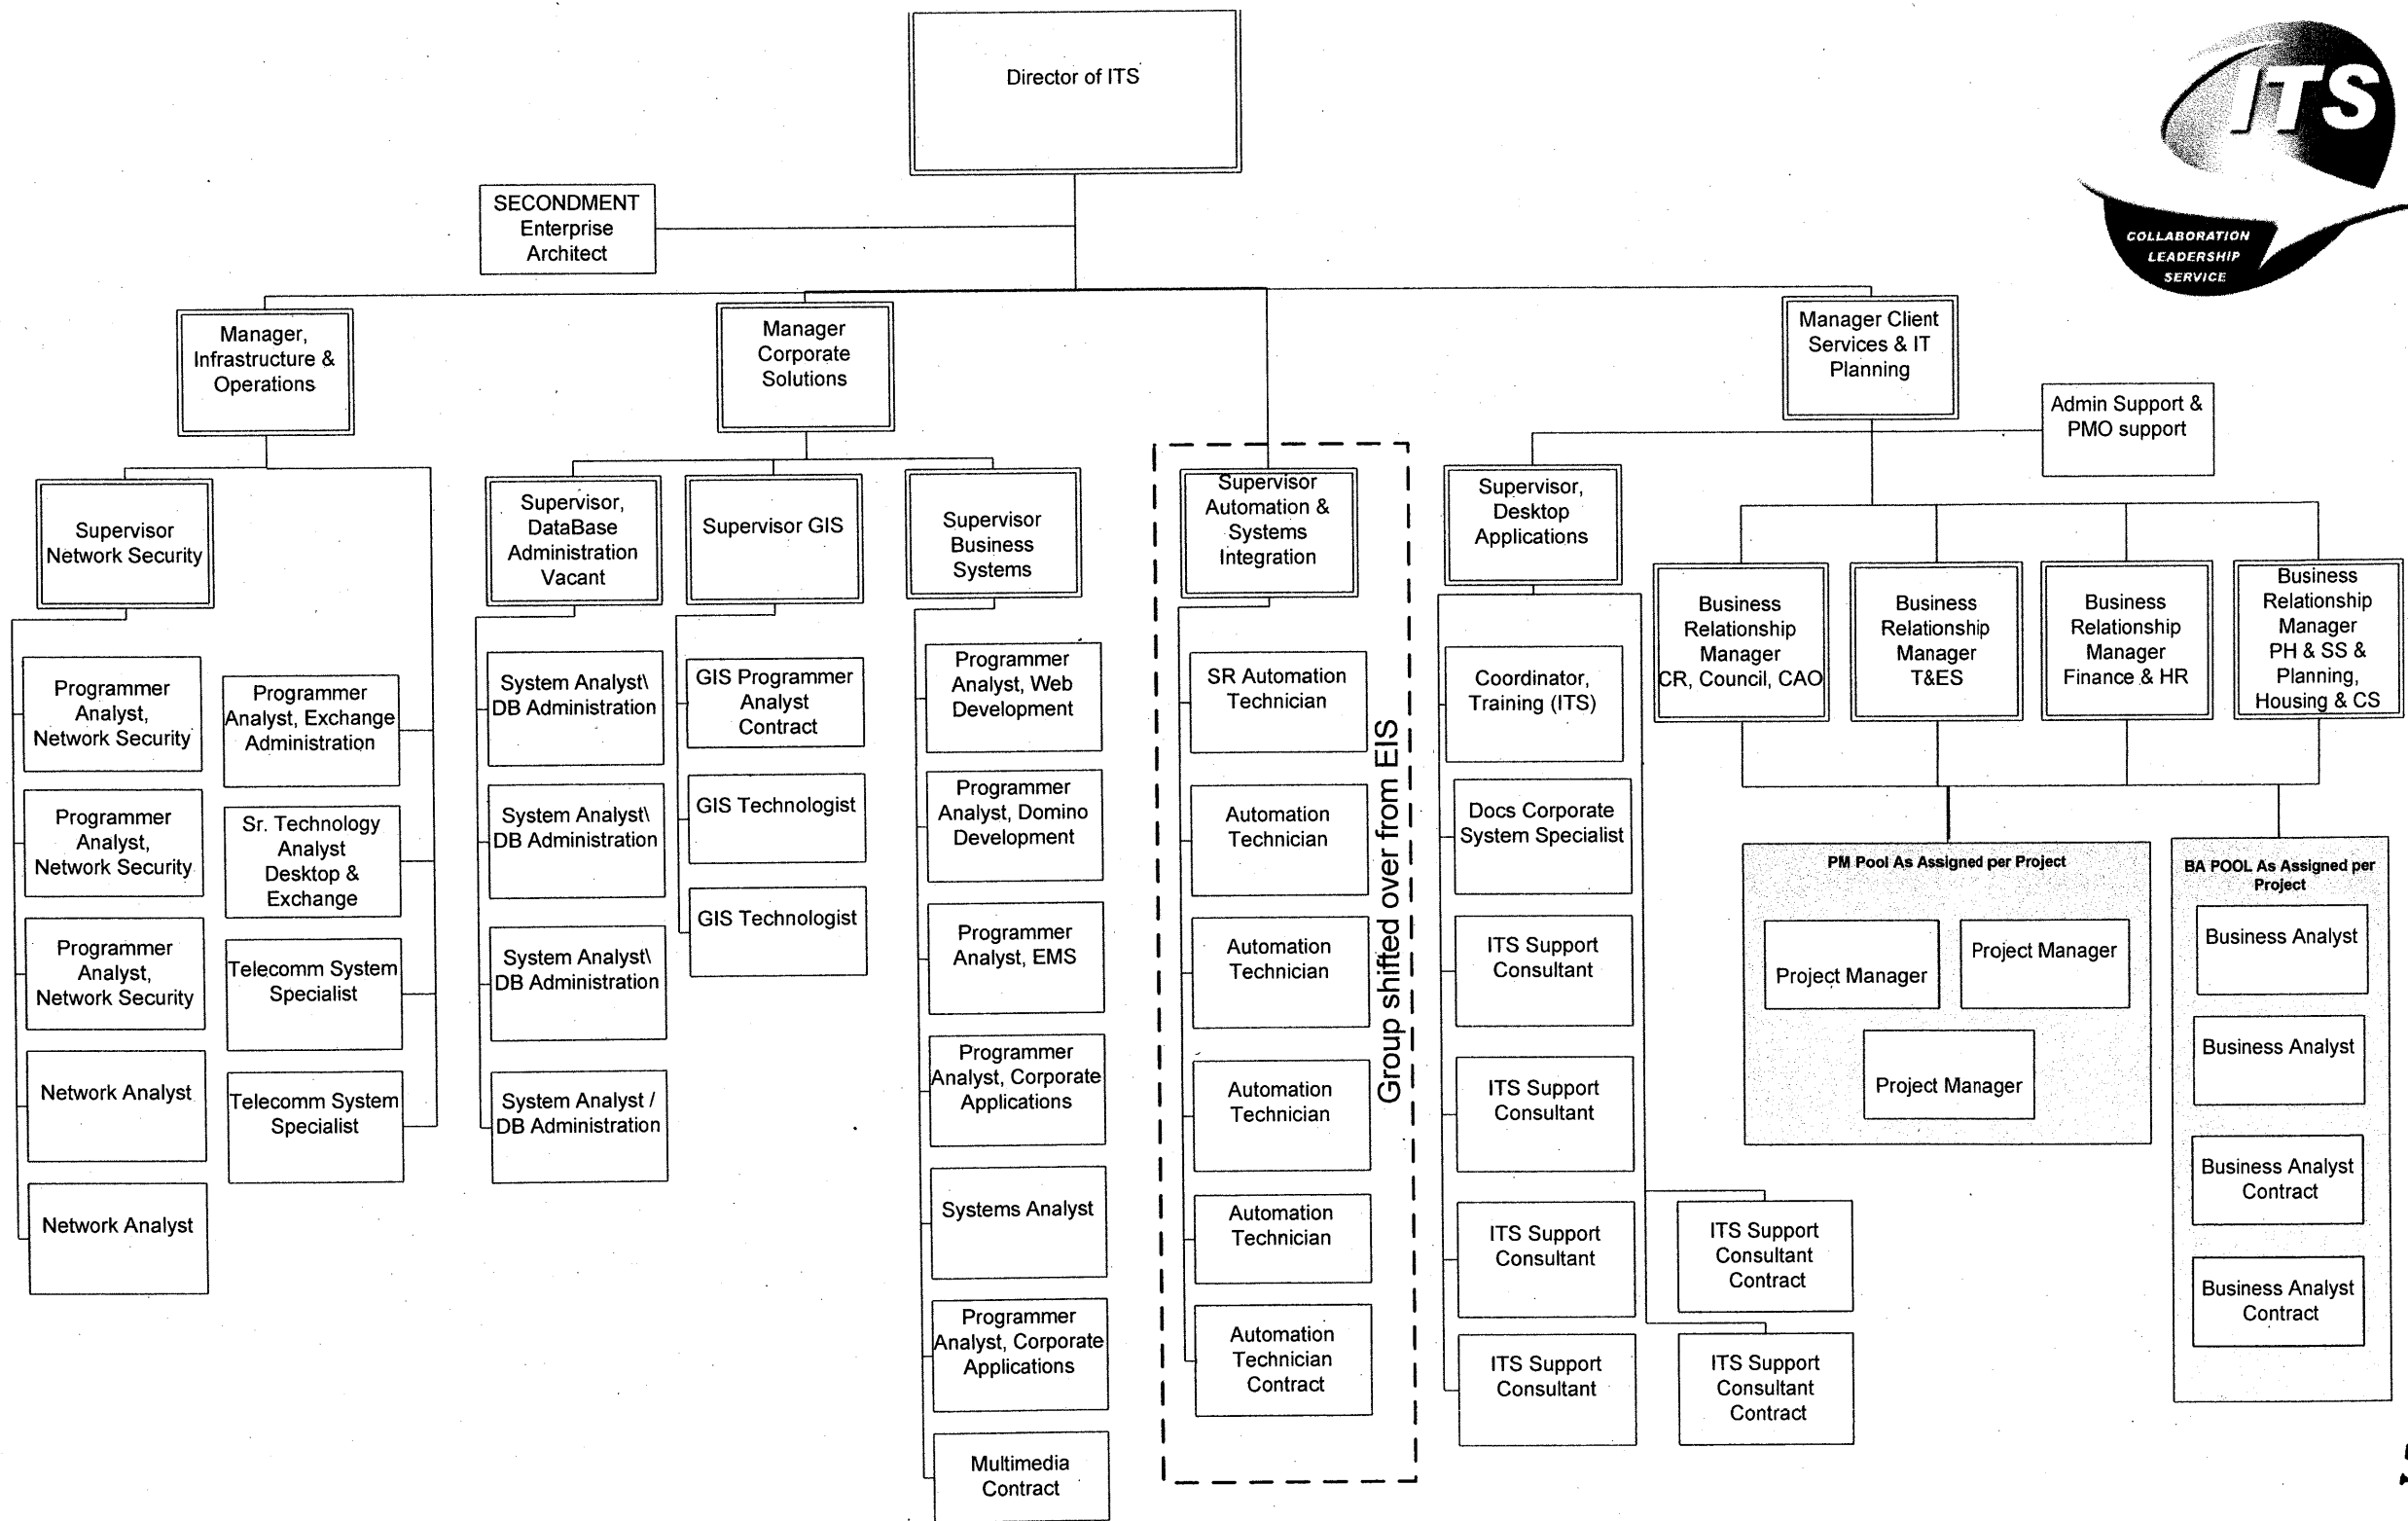 Director of ITS
ITS
COLLABORATION
LEADERSHIP
SERVICE
SECONDMENT
Enterprise
Architect
Manager,
Infrastructure &
Operations
Manager
Corporate
Solutions
Manager Client
Services & IT
Planning
Admin Support &
PMO support
Supervisor
Network Security
Supervisor,
DataBase
Administration
Vacant
Supervisor GIS
Supervisor
Business
Systems
Supervisor
Automation &
Systems
Integration
Supervisor,
Desktop
Applications
Business
Relationship
Manager
CR, Council, CAO
Business
Relationship
Manager
T&ES
Business
Relationship
Manager
Finance & HR
Business
Relationship
Manager
PH & SS &
Planning,
Housing & CS
Programmer
Analyst,
Network Security
Programmer
Analyst,
Network Security
Programmer
Analyst,
Network Security
Network Analyst
Network Analyst
Programmer
Analyst, Exchange
Administration
Sr. Technology
Analyst
Desktop &
Exchange
Telecomm System
Specialist
Telecomm System
Specialist
System Analyst\
DB Administration
System Analyst\
DB Administration
System Analyst\
DB Administration
System Analyst /
DB Administration
GIS Programmer
Analyst
Contract
GIS Technologist
GIS Technologist
Programmer
Analyst, Web
Development
Programmer
Analyst, Domino
Development
Programmer
Analyst, EMS
Programmer
Analyst, Corporate
Applications
Systems Analyst
Programmer
Analyst, Corporate
Applications
Multimedia
Contract
SR Automation
Technician
Automation
Technician
Automation
Technician
Automation
Technician
Automation
Technician
Automation
Technician
Contract
Group shifted over from EIS
Coordinator,
Training (ITS)
Docs Corporate
System Specialist
ITS Support
Consultant
ITS Support
Consultant
ITS Support
Consultant
ITS Support
Consultant
ITS Support
Consultant
Contract
ITS Support
Consultant
Contract
PM Pool As Assigned per Project
Project Manager
Project Manager
Project Manager
BA POOL As Assigned per
Project
Business Analyst
Business Analyst
Business Analyst
Contract
Business Analyst
Contract